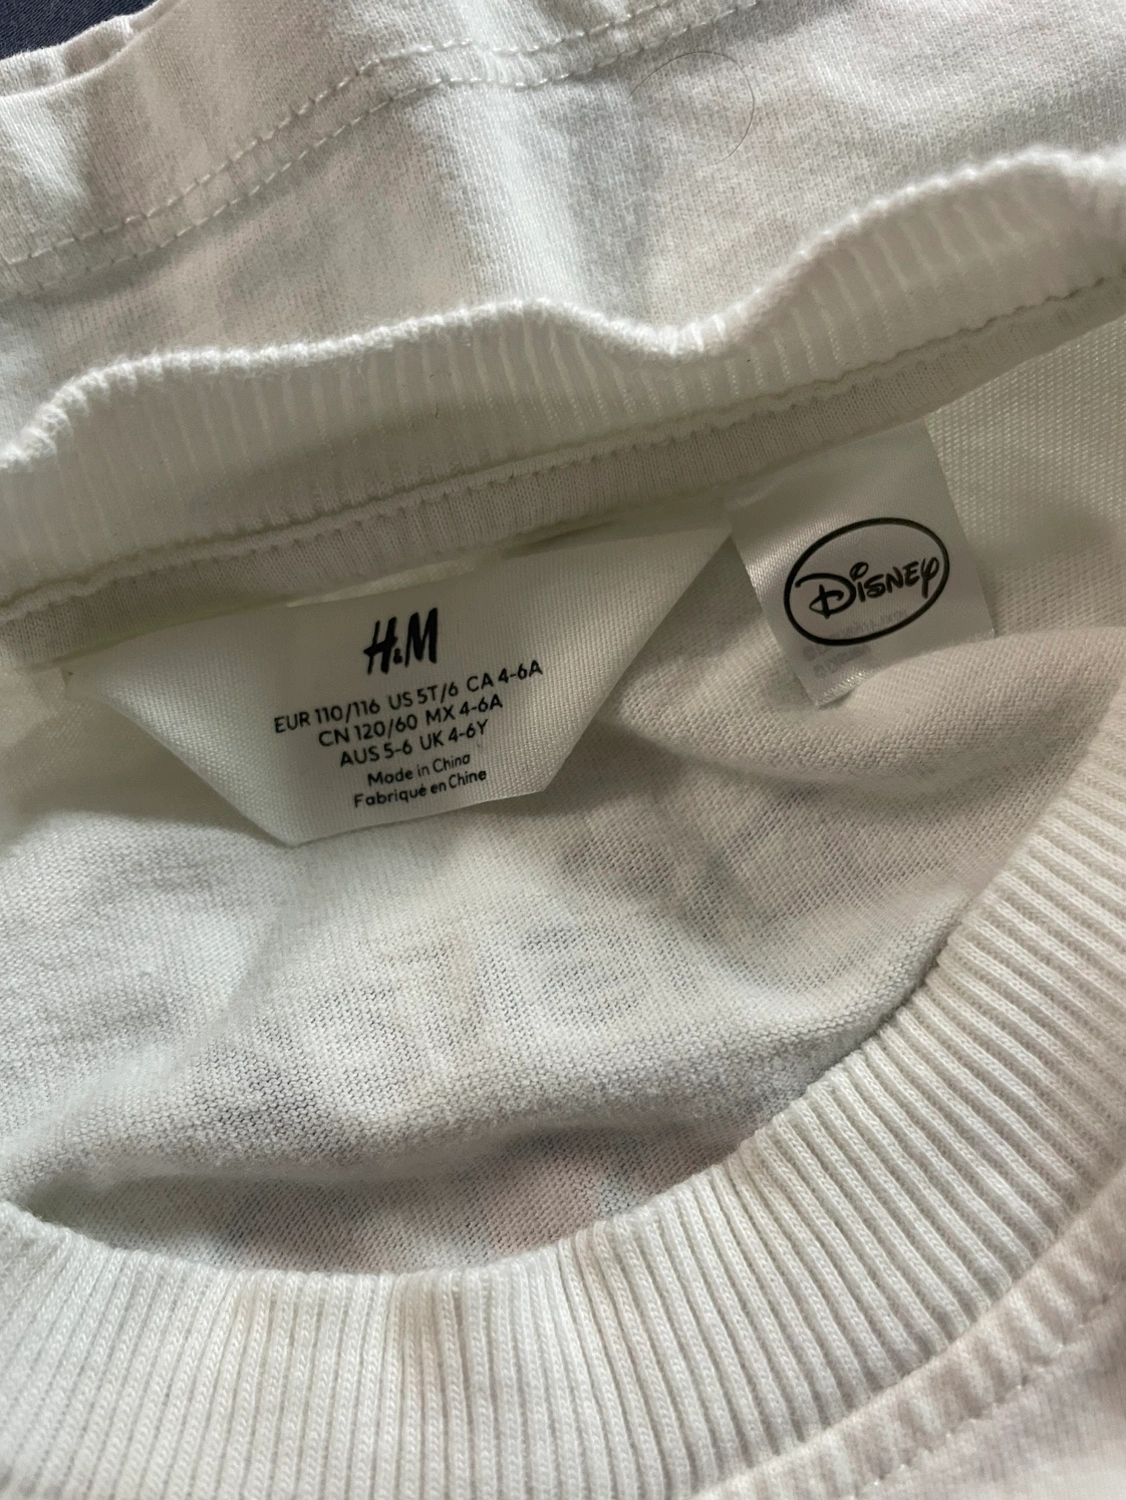 H&M
EUR 110/116 US 5T/6 CA 4-6A
CN 120/60 MX 4-6A
AUS 5-6 UK 4-6Y
Made in China
Fabriqué en Chine
Disney